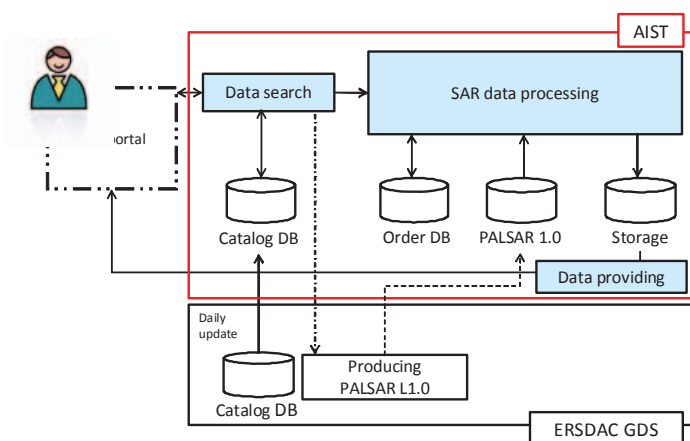 AIST
Data search
SAR data processing
portal
Catalog DB
Order DB
PALSAR 1.0
Storage
Data providing
Daily
update
Catalog DB
Producing
PALSAR L1.0
ERSDAC GDS